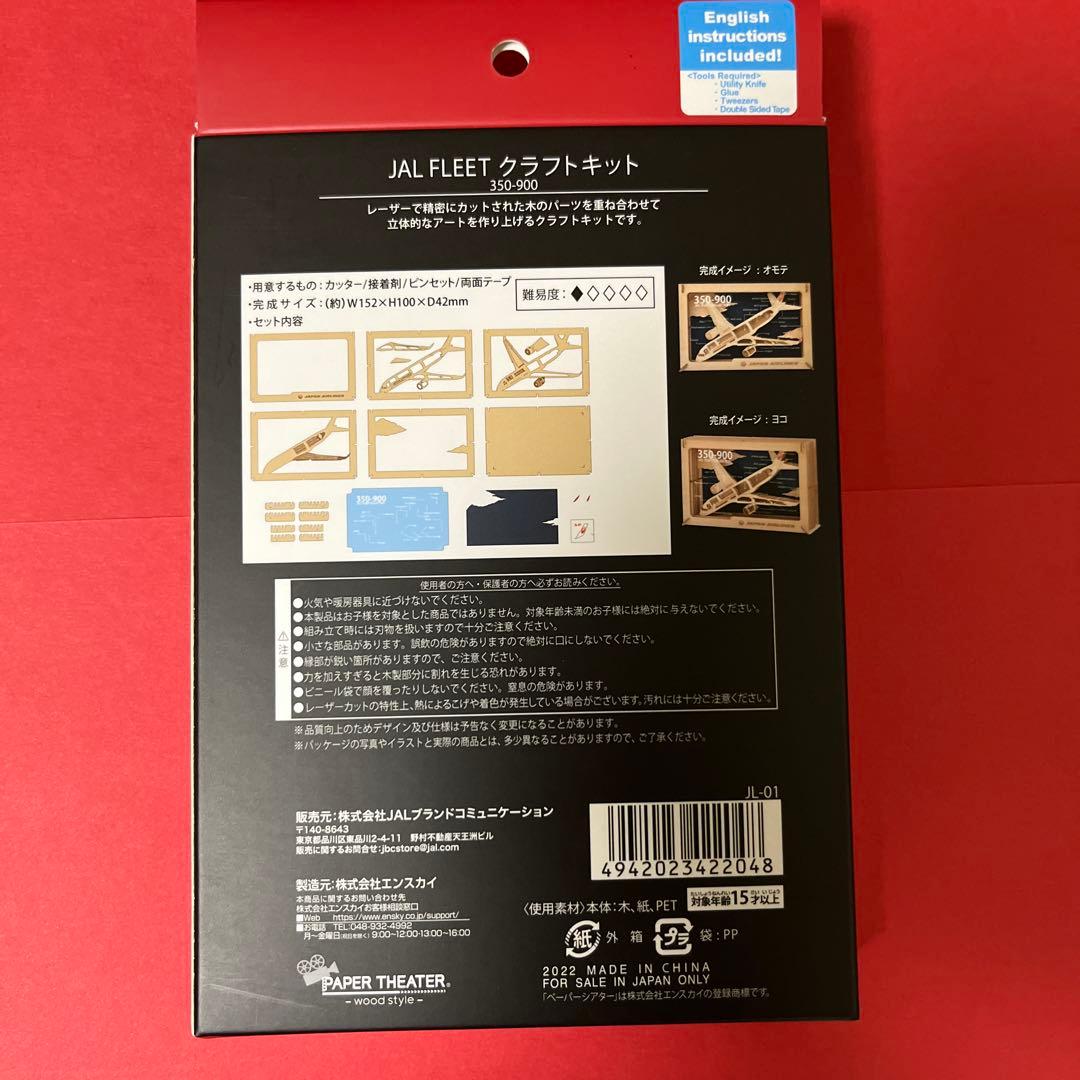 English
instructions
included!
<Tools Required>
・Utility Knife
・Glue
・Tweezers
・Double Sided Tape
JAL FLEET クラフトキット
350-900
レーザーで精密にカットされた木のパーツを重ね合わせて
立体的なアートを作り上げるクラフトキットです。
・用意するもの：カッター/接着剤/ピンセット/両面テープ
・完成サイズ：(約)W152×H100×D42mm
・セット内容
難易度：♦♢♢♢♢
JAPAN AIRLINES
350-900
完成イメージ：オモテ
350-900
完成イメージ：ヨコ
350-900
JAPAN AIRLINES
使用者の方へ・保護者の方へ必ずお読みください。
⚠注意
●火気や暖房器具に近づけないでください。
●本製品はお子様を対象とした商品ではありません。対象年齢未満のお子様には絶対に与えないでください。
●組み立て時には刃物を扱いますので十分ご注意ください。
●小さな部品があります。誤飲の危険がありますので絶対に口にしないでください。
●縁部が鋭い箇所がありますので、ご注意ください。
●力を加えすぎると木製部分に割れを生じる恐れがあります。
●ビニール袋で顔を覆ったりしないでください。窒息の危険があります。
●レーザーカットの特性上、熱によるこげや着色が発生している場合がございます。汚れには十分ご注意ください。
※品質向上のためデザイン及び仕様は予告なく変更になることがあります。
※パッケージの写真やイラストと実際の商品とは、多少異なることがありますので、ご了承ください。
JL-01
販売元：株式会社JALブランドコミュニケーション
〒140-8643
東京都品川区東品川2-4-11 野村不動産天王洲ビル
販売に関するお問合せ：jbcstore@jal.com
4942023422048
製造元：株式会社エンスカイ
本商品に関するお問い合わせ先
株式会社エンスカイお客様相談窓口
■Web https://www.ensky.co.jp/support/
■お電話 TEL：048-932-4992
月〜金曜日(祝日を除く) 9:00〜12:00・13:00〜16:00
〈使用素材〉本体：木、紙、PET
たいしょうねんれい さい いじょう
対象年齢15才以上
紙 外箱 プラ 袋：PP
2022 MADE IN CHINA
FOR SALE IN JAPAN ONLY
「ペーパーシアター」は株式会社エンスカイの登録商標です。
PAPER THEATER®
- wood style -